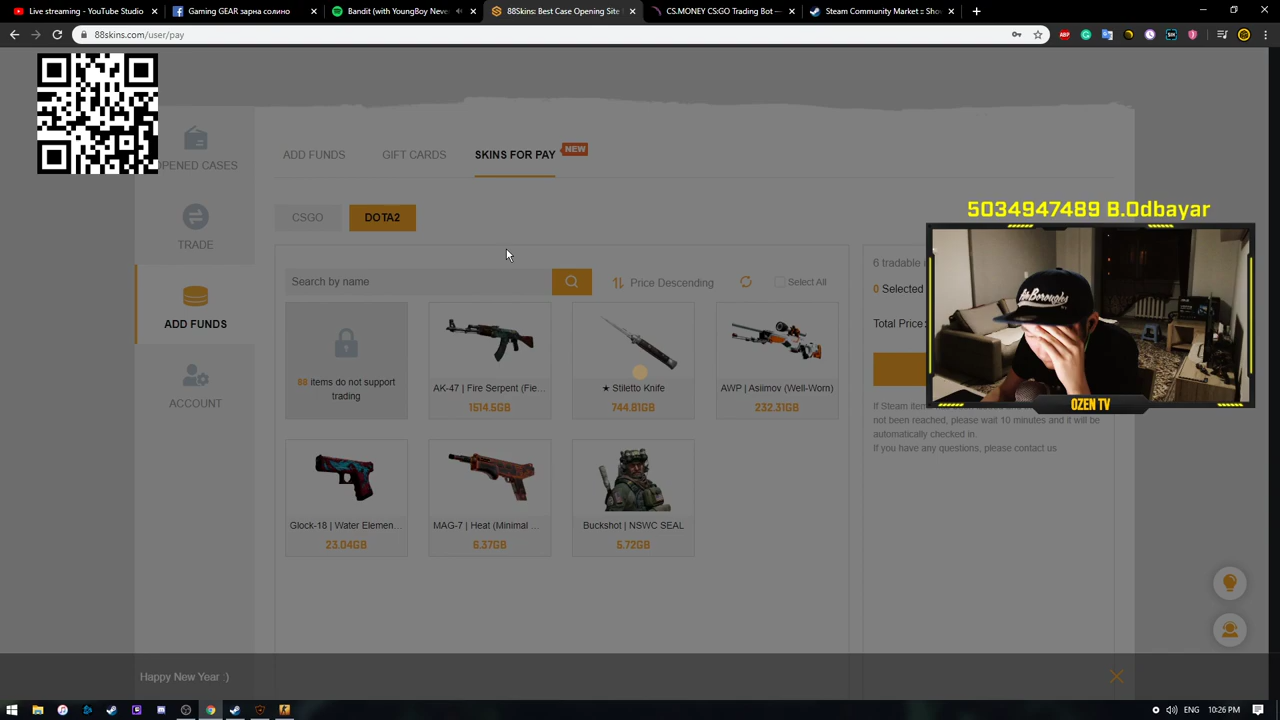 Live streaming - YouTube Studio
Gaming GEAR зарна солино
Bandit (with YoungBoy Neve
88Skins: Best Case Opening Site
CS.MONEY CSGO Trading Bot —
Steam Community Market :: Sho
88skins.com/user/pay
OPENED CASES
TRADE
ADD FUNDS
ACCOUNT
ADD FUNDS
GIFT CARDS
SKINS FOR PAY
NEW
CSGO
DOTA2
Search by name
Price Descending
Select All
68 items do not support
trading
AK-47 | Fire Serpent (Fie...
1514.5GB
★ Stiletto Knife
744.81GB
AWP | Asiimov (Well-Worn)
232.31GB
Glock-18 | Water Elemen...
23.04GB
MAG-7 | Heat (Minimal ...
6.37GB
Buckshot | NSWC SEAL
5.72GB
6 tradable
0 Selected
Total Price:
If Steam
not been reached, please wait 10 minutes and it will be
automatically checked in.
If you have any questions, please contact us
5034947489 B.Odbayar
OZEN TV
Happy New Year :)
ENG
10:26 PM